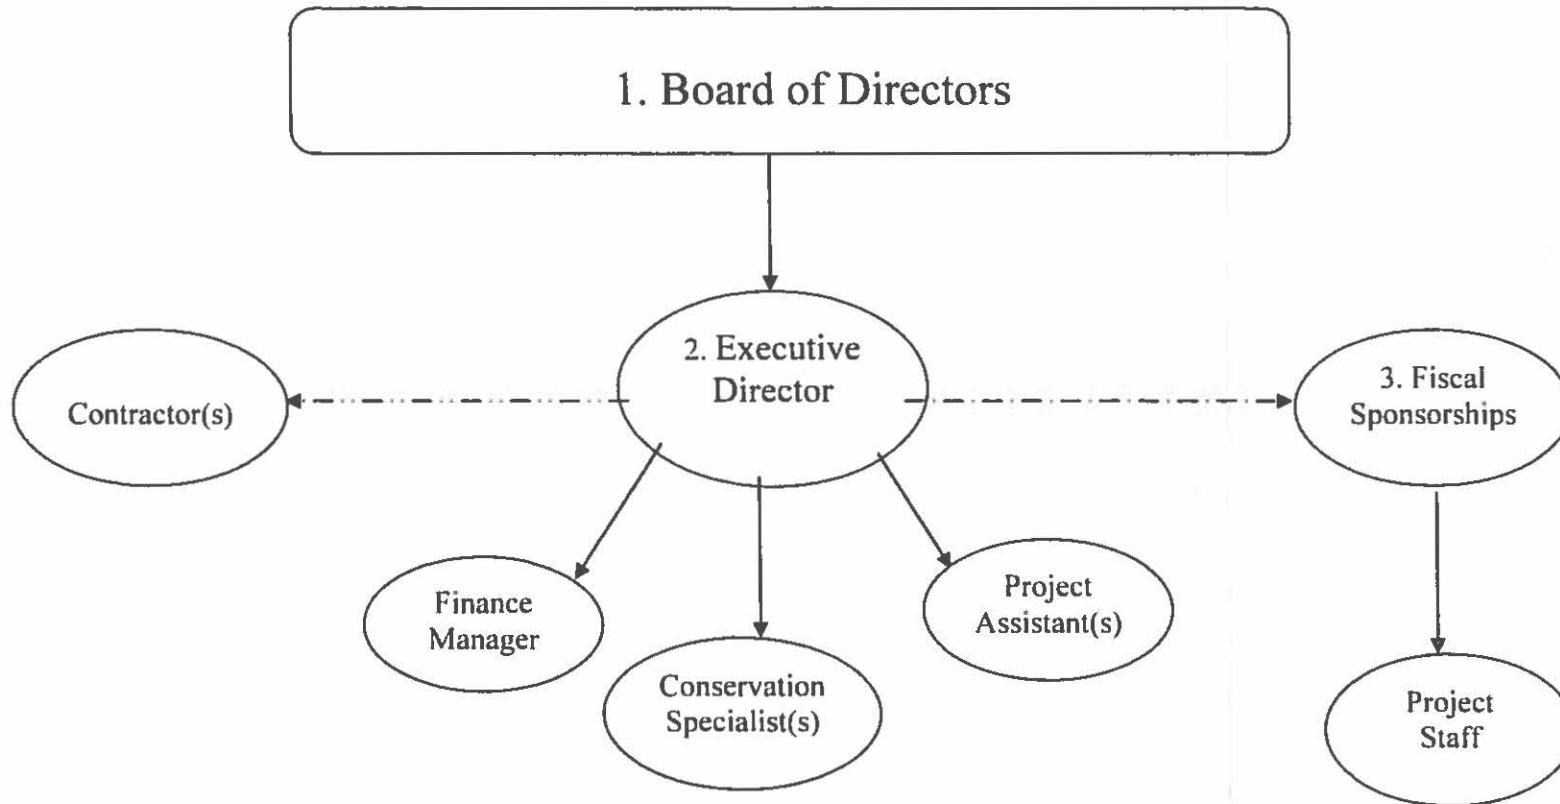 1. Board of Directors
2. Executive
Director
Contractor(s)
3. Fiscal
Sponsorships
Finance
Manager
Conservation
Specialist(s)
Project
Assistant(s)
Project
Staff